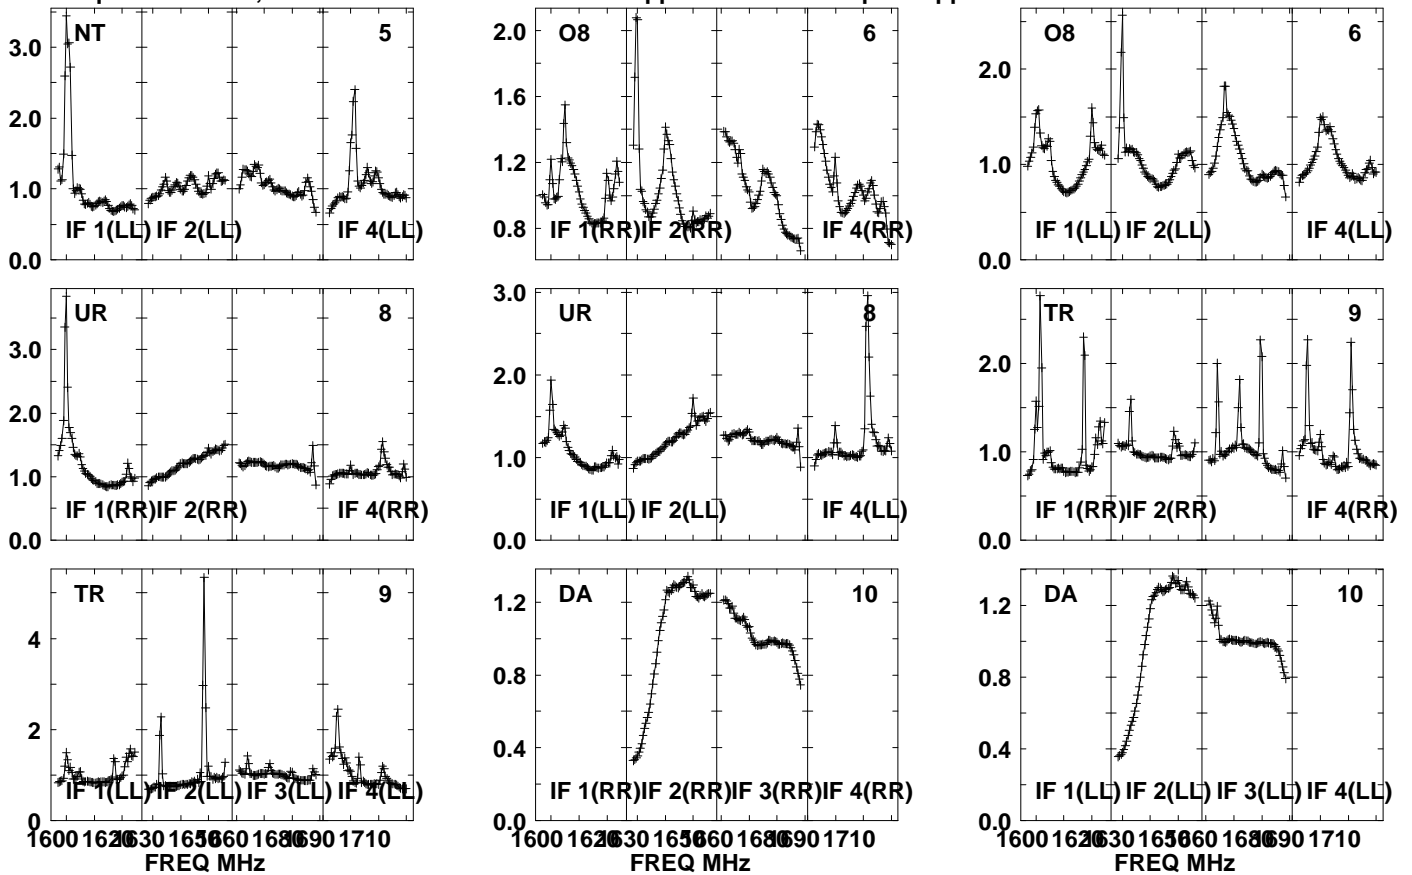 NT 5
3.0
2.0
1.0
0.0
IF 1(LL) IF 2(LL) IF 4(LL)
O8 6
2.0
1.6
1.2
0.8
IF 1(RR) IF 2(RR) IF 4(RR)
O8 6
2.0
1.0
0.0
IF 1(LL) IF 2(LL) IF 4(LL)
UR 8
3.0
2.0
1.0
0.0
IF 1(RR) IF 2(RR) IF 4(RR)
UR 8
3.0
2.0
1.0
0.0
IF 1(LL) IF 2(LL) IF 4(LL)
TR 9
2.0
1.0
0.0
IF 1(RR) IF 2(RR) IF 4(RR)
TR 9
4
2
0
IF 1(LL) IF 2(LL) IF 3(LL) IF 4(LL)
1600 1620 1630 1650 1660 1680 1690 1710
FREQ MHz
DA 10
1.2
0.8
0.4
0.0
IF 1(RR) IF 2(RR) IF 3(RR) IF 4(RR)
1600 1620 1630 1650 1660 1680 1690 1710
DA 10
1.2
0.8
0.4
0.0
IF 1(LL) IF 2(LL) IF 3(LL) IF 4(LL)
1600 1620 1630 1650 1660 1680 1690 1710
FREQ MHz